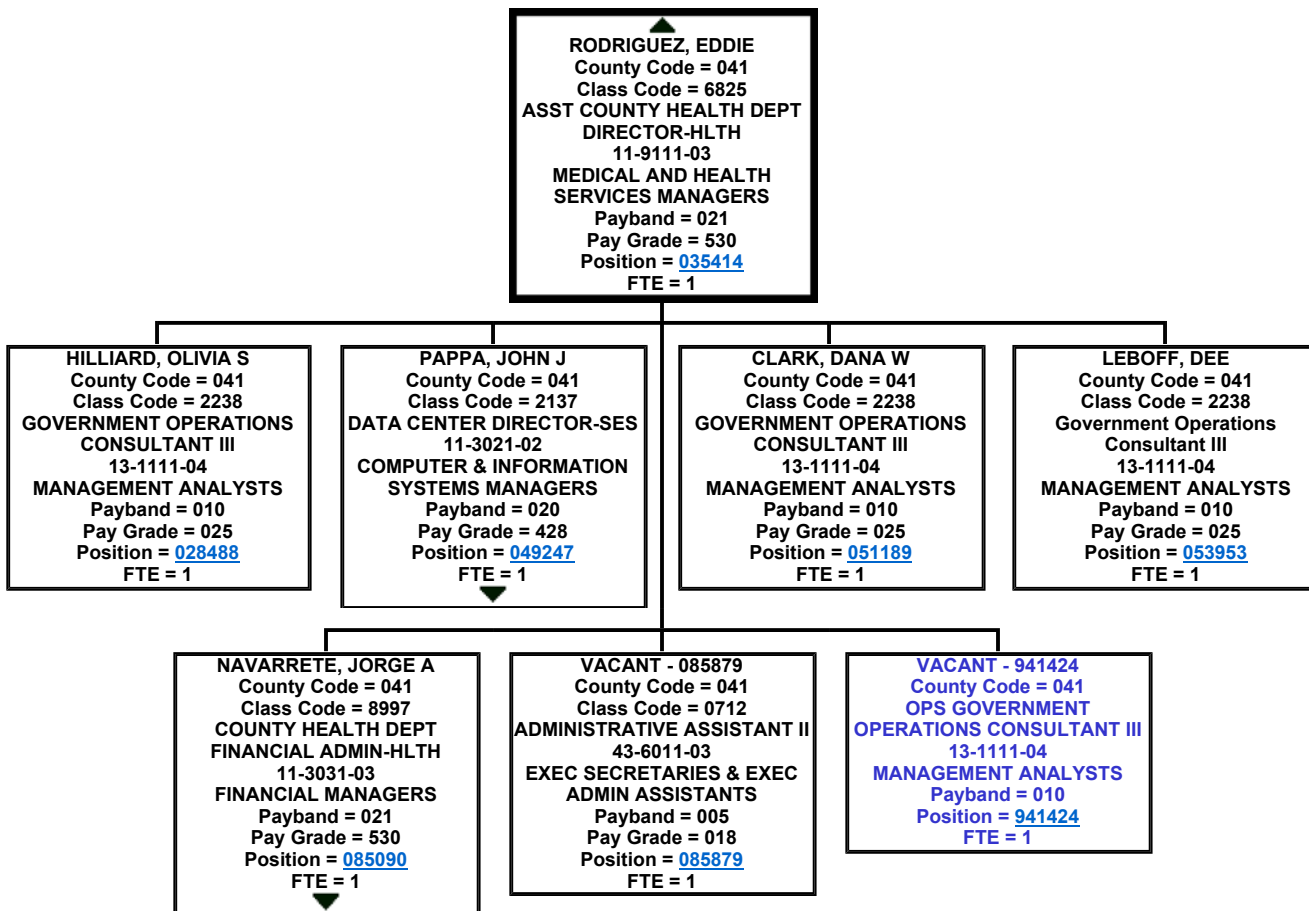 RODRIGUEZ, EDDIE
County Code = 041
Class Code = 6825
ASST COUNTY HEALTH DEPT
DIRECTOR-HLTH
11-9111-03
MEDICAL AND HEALTH
SERVICES MANAGERS
Payband = 021
Pay Grade = 530
Position = 035414
FTE = 1
HILLIARD, OLIVIA S
County Code = 041
Class Code = 2238
GOVERNMENT OPERATIONS
CONSULTANT III
13-1111-04
MANAGEMENT ANALYSTS
Payband = 010
Pay Grade = 025
Position = 028488
FTE = 1
PAPPA, JOHN J
County Code = 041
Class Code = 2137
DATA CENTER DIRECTOR-SES
11-3021-02
COMPUTER & INFORMATION
SYSTEMS MANAGERS
Payband = 020
Pay Grade = 428
Position = 049247
FTE = 1
CLARK, DANA W
County Code = 041
Class Code = 2238
GOVERNMENT OPERATIONS
CONSULTANT III
13-1111-04
MANAGEMENT ANALYSTS
Payband = 010
Pay Grade = 025
Position = 051189
FTE = 1
LEBOFF, DEE
County Code = 041
Class Code = 2238
Government Operations
Consultant III
13-1111-04
MANAGEMENT ANALYSTS
Payband = 010
Pay Grade = 025
Position = 053953
FTE = 1
NAVARRETE, JORGE A
County Code = 041
Class Code = 8997
COUNTY HEALTH DEPT
FINANCIAL ADMIN-HLTH
11-3031-03
FINANCIAL MANAGERS
Payband = 021
Pay Grade = 530
Position = 085090
FTE = 1
VACANT - 085879
County Code = 041
Class Code = 0712
ADMINISTRATIVE ASSISTANT II
43-6011-03
EXEC SECRETARIES & EXEC
ADMIN ASSISTANTS
Payband = 005
Pay Grade = 018
Position = 085879
FTE = 1
VACANT - 941424
County Code = 041
OPS GOVERNMENT
OPERATIONS CONSULTANT III
13-1111-04
MANAGEMENT ANALYSTS
Payband = 010
Position = 941424
FTE = 1